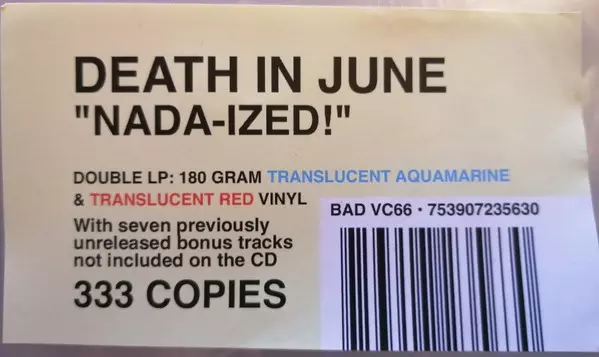 DEATH IN JUNE
"NADA-IZED!"
DOUBLE LP: 180 GRAM TRANSLUCENT AQUAMARINE
& TRANSLUCENT RED VINYL
With seven previously
unreleased bonus tracks
not included on the CD
333 COPIES
BAD VC66 · 753907235630